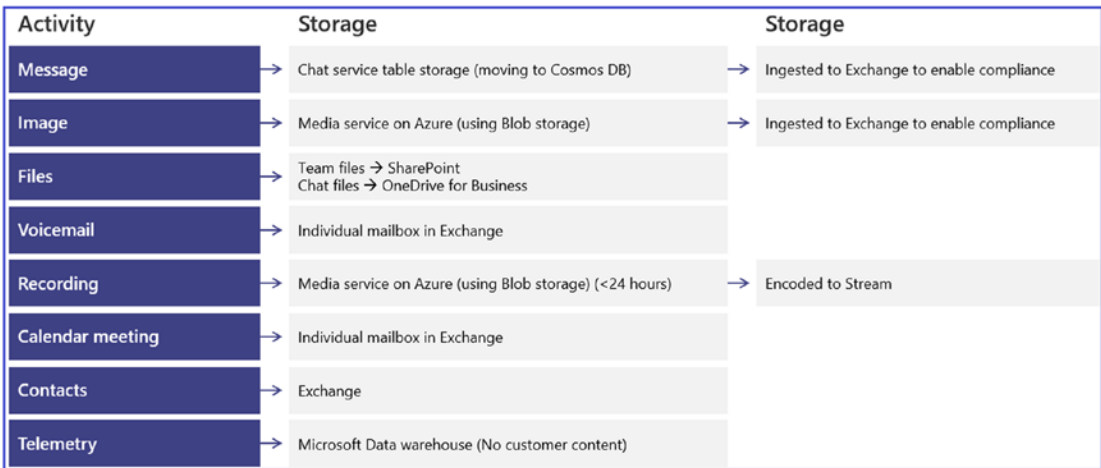 Activity Storage Storage
Message Chat service table storage (moving to Cosmos DB) Ingested to Exchange to enable compliance
Image Media service on Azure (using Blob storage) Ingested to Exchange to enable compliance
Files Team files → SharePoint
Chat files → OneDrive for Business
Voicemail Individual mailbox in Exchange
Recording Media service on Azure (using Blob storage) (<24 hours) Encoded to Stream
Calendar meeting Individual mailbox in Exchange
Contacts Exchange
Telemetry Microsoft Data warehouse (No customer content)